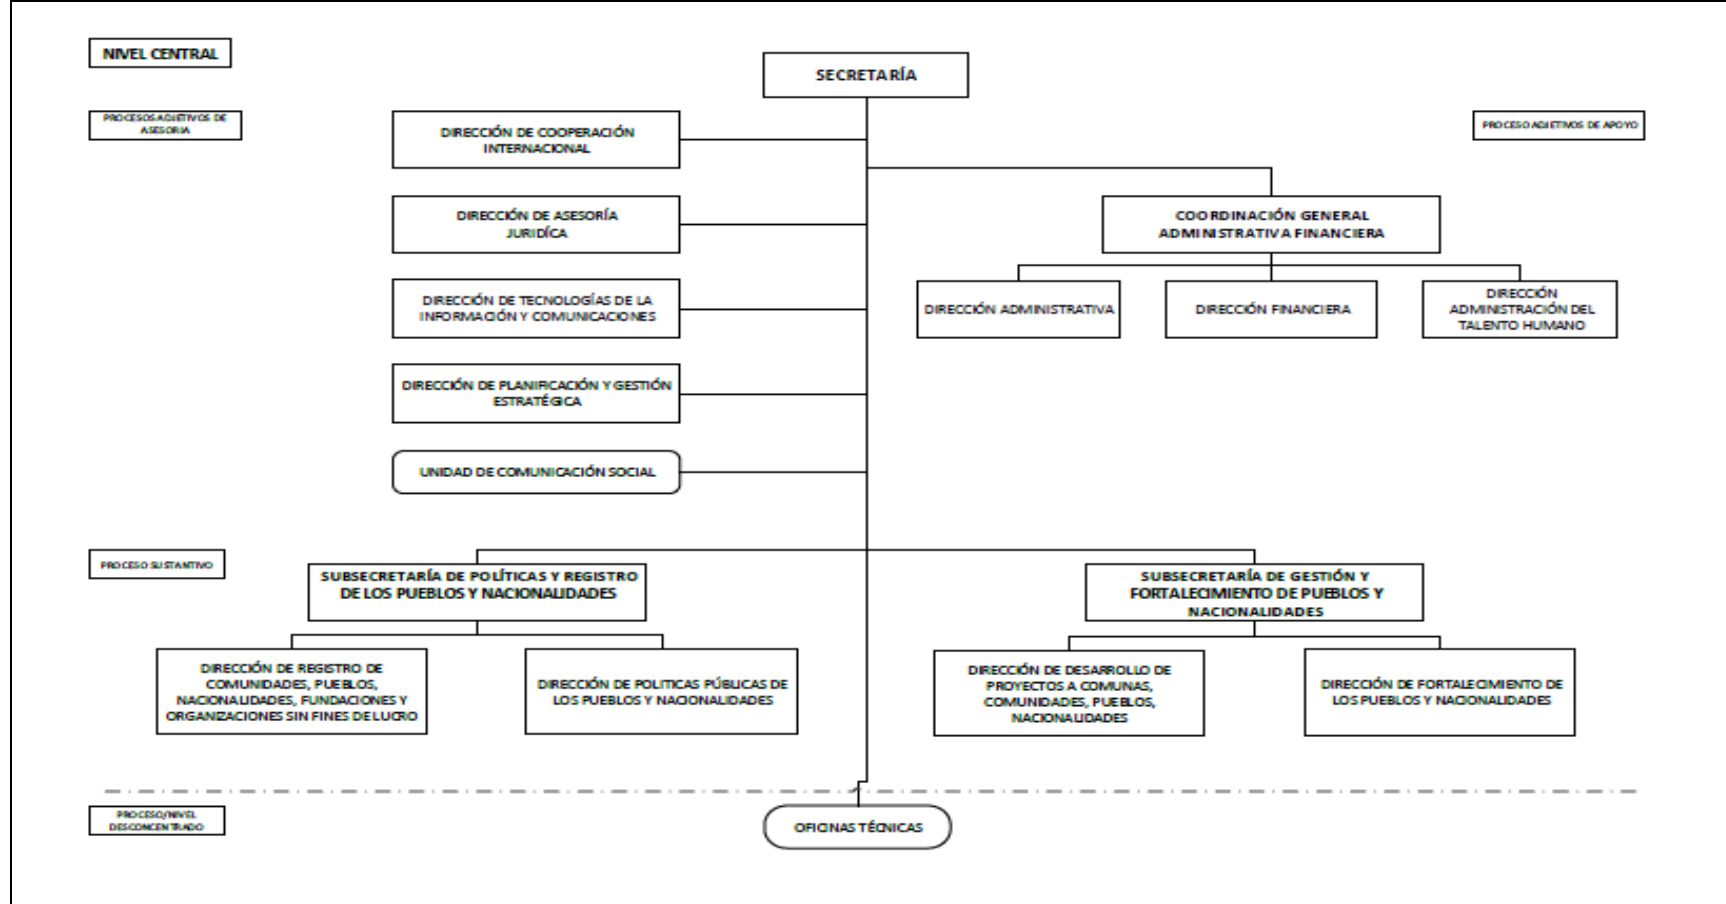 NIVEL CENTRAL
SECRETARÍA
PROCESOS ADJETIVOS DE
ASESORIA
PROCESO ADJETIVOS DE APOYO
DIRECCIÓN DE COOPERACIÓN
INTERNACIONAL
DIRECCIÓN DE ASESORÍA
JURIDÍCA
COORDINACIÓN GENERAL
ADMINISTRATIVA FINANCIERA
DIRECCIÓN DE TECNOLOGÍAS DE LA
INFORMACIÓN Y COMUNICACIONES
DIRECCIÓN ADMINISTRATIVA
DIRECCIÓN FINANCIERA
DIRECCIÓN
ADMINISTRACIÓN DEL
TALENTO HUMANO
DIRECCIÓN DE PLANIFICACIÓN Y GESTIÓN
ESTRATÉGICA
UNIDAD DE COMUNICACIÓN SOCIAL
PROCESO SUSTANTIVO
SUBSECRETARÍA DE POLÍTICAS Y REGISTRO
DE LOS PUEBLOS Y NACIONALIDADES
SUBSECRETARÍA DE GESTIÓN Y
FORTALECIMIENTO DE PUEBLOS Y
NACIONALIDADES
DIRECCIÓN DE REGISTRO DE
COMUNIDADES, PUEBLOS,
NACIONALIDADES, FUNDACIONES Y
ORGANIZACIONES SIN FINES DE LUCRO
DIRECCIÓN DE POLITICAS PÚBLICAS DE
LOS PUEBLOS Y NACIONALIDADES
DIRECCIÓN DE DESARROLLO DE
PROYECTOS A COMUNAS,
COMUNIDADES, PUEBLOS,
NACIONALIDADES
DIRECCIÓN DE FORTALECIMIENTO DE
LOS PUEBLOS Y NACIONALIDADES
PROCESO/NIVEL
DESCONCENTRADO
OFICINAS TÉCNICAS